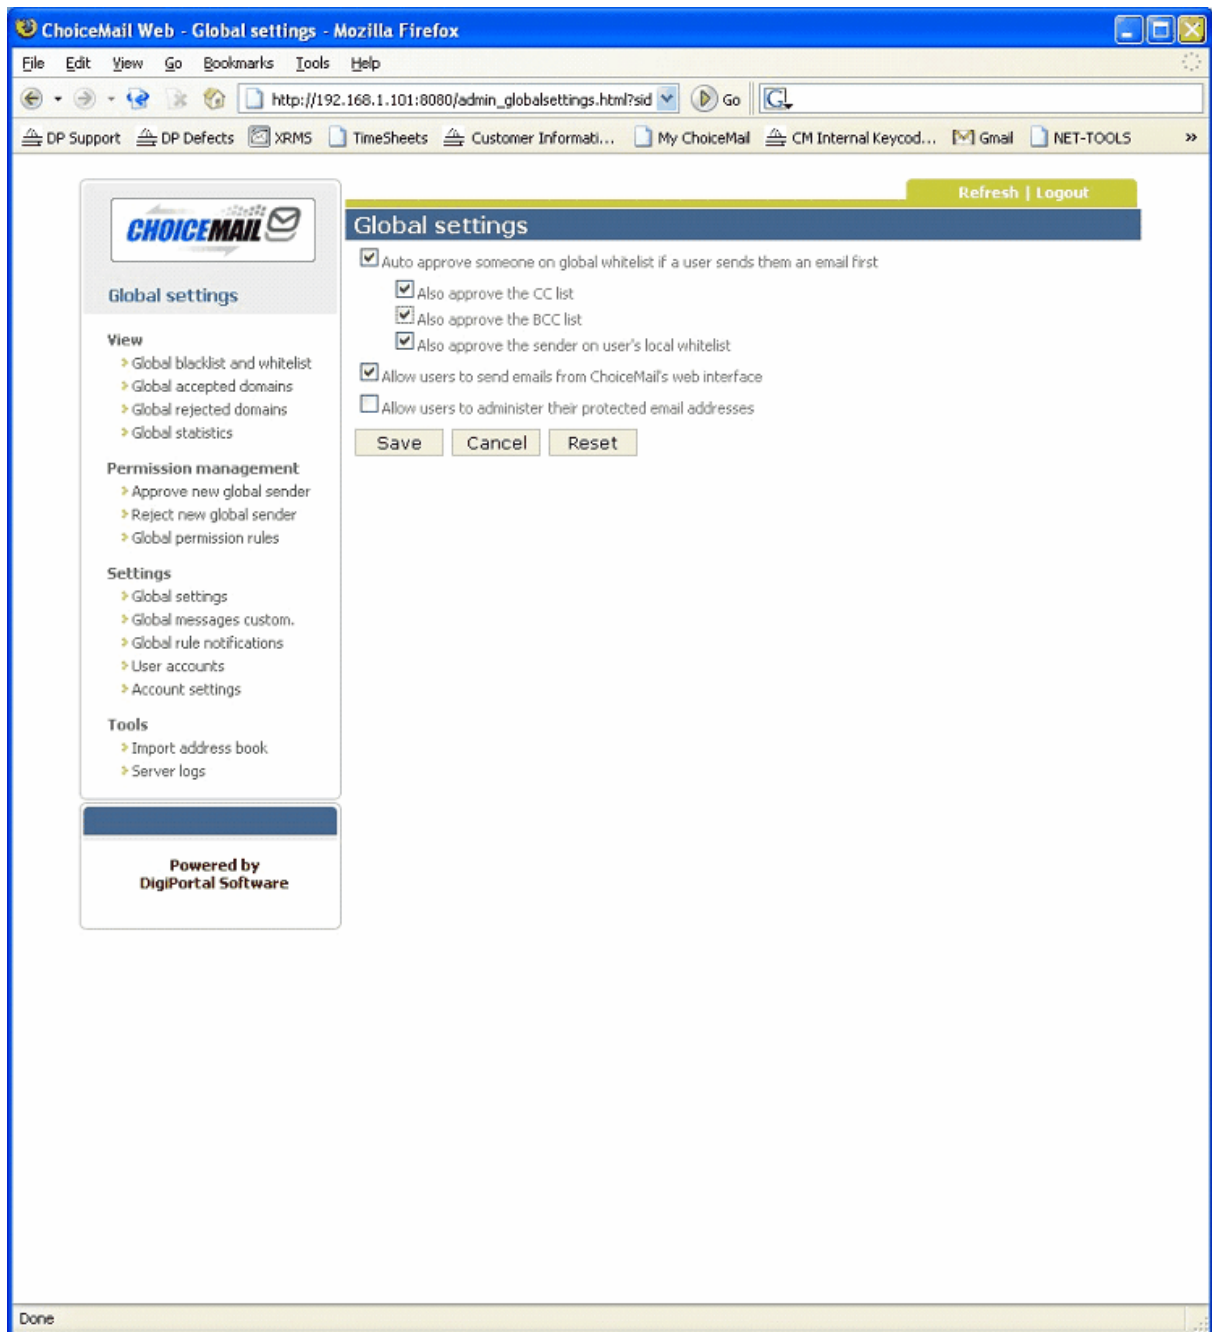 ChoiceMail Web - Global settings - Mozilla Firefox
File Edit View Go Bookmarks Tools Help
http://192.168.1.101:8080/admin_globalsettings.html?sid Go G
DP Support DP Defects XRMS TimeSheets Customer Informati... My ChoiceMail CM Internal Keycod... Gmail NET-TOOLS »
Refresh | Logout
CHOICEMAIL
Global settings
Global settings
Auto approve someone on global whitelist if a user sends them an email first
Also approve the CC list
Also approve the BCC list
Also approve the sender on user's local whitelist
Allow users to send emails from ChoiceMail's web interface
Allow users to administer their protected email addresses
Save Cancel Reset
View
Global blacklist and whitelist
Global accepted domains
Global rejected domains
Global statistics
Permission management
Approve new global sender
Reject new global sender
Global permission rules
Settings
Global settings
Global messages custom.
Global rule notifications
User accounts
Account settings
Tools
Import address book
Server logs
Powered by
DigiPortal Software
Done